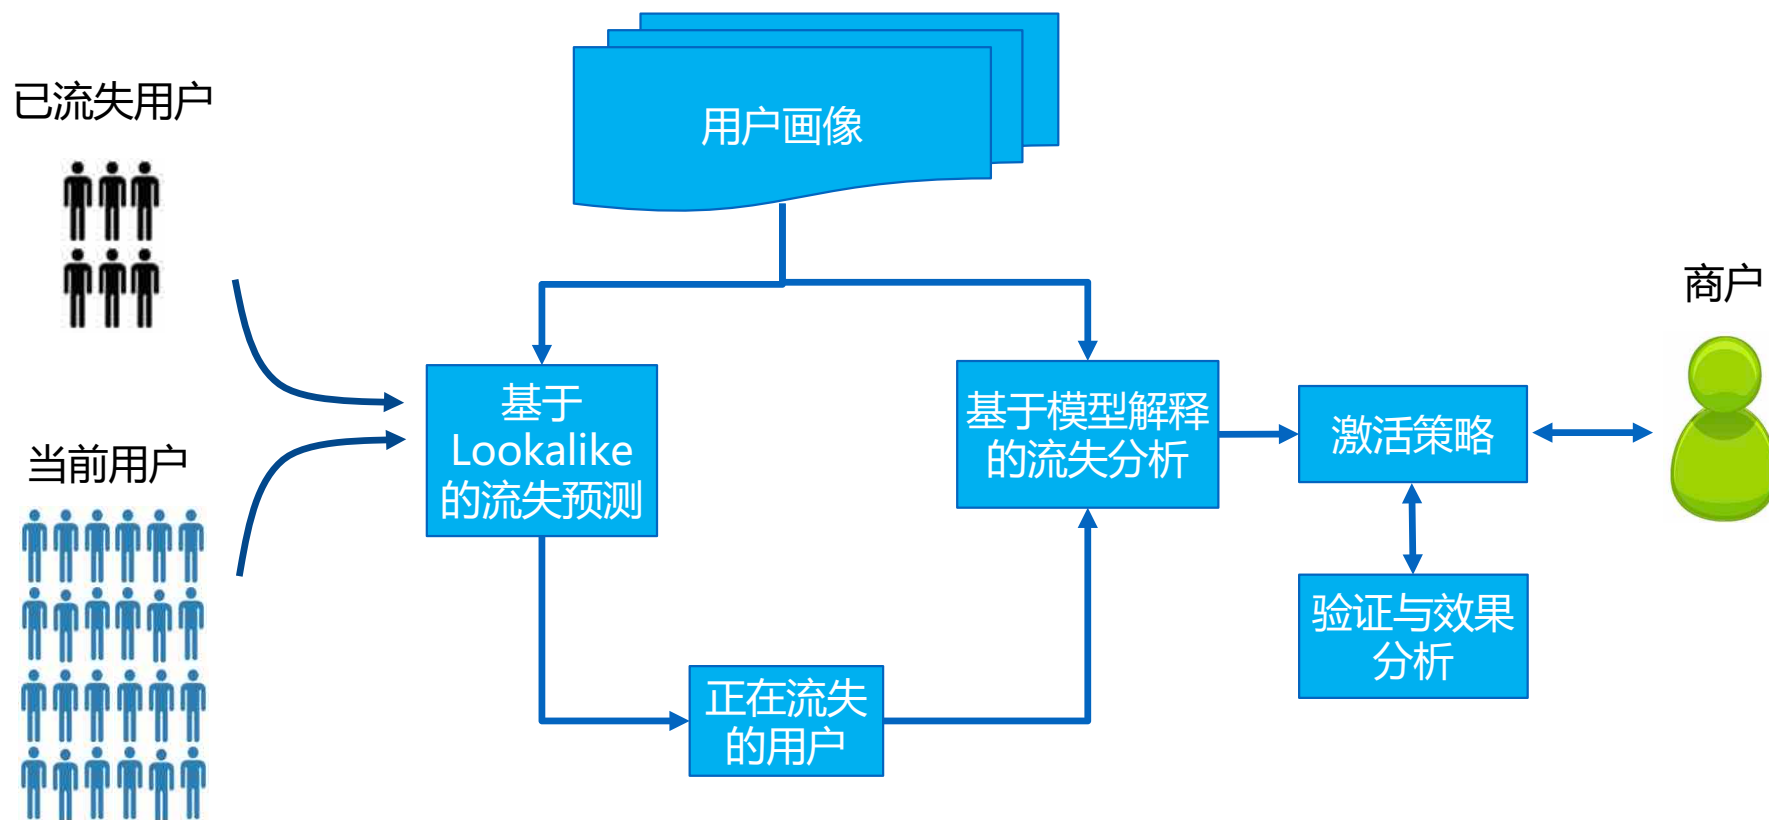 已流失用户
用户画像
当前用户
基于
Lookalike
的流失预测
基于模型解释
的流失分析
激活策略
商户
验证与效果
分析
正在流失
的用户